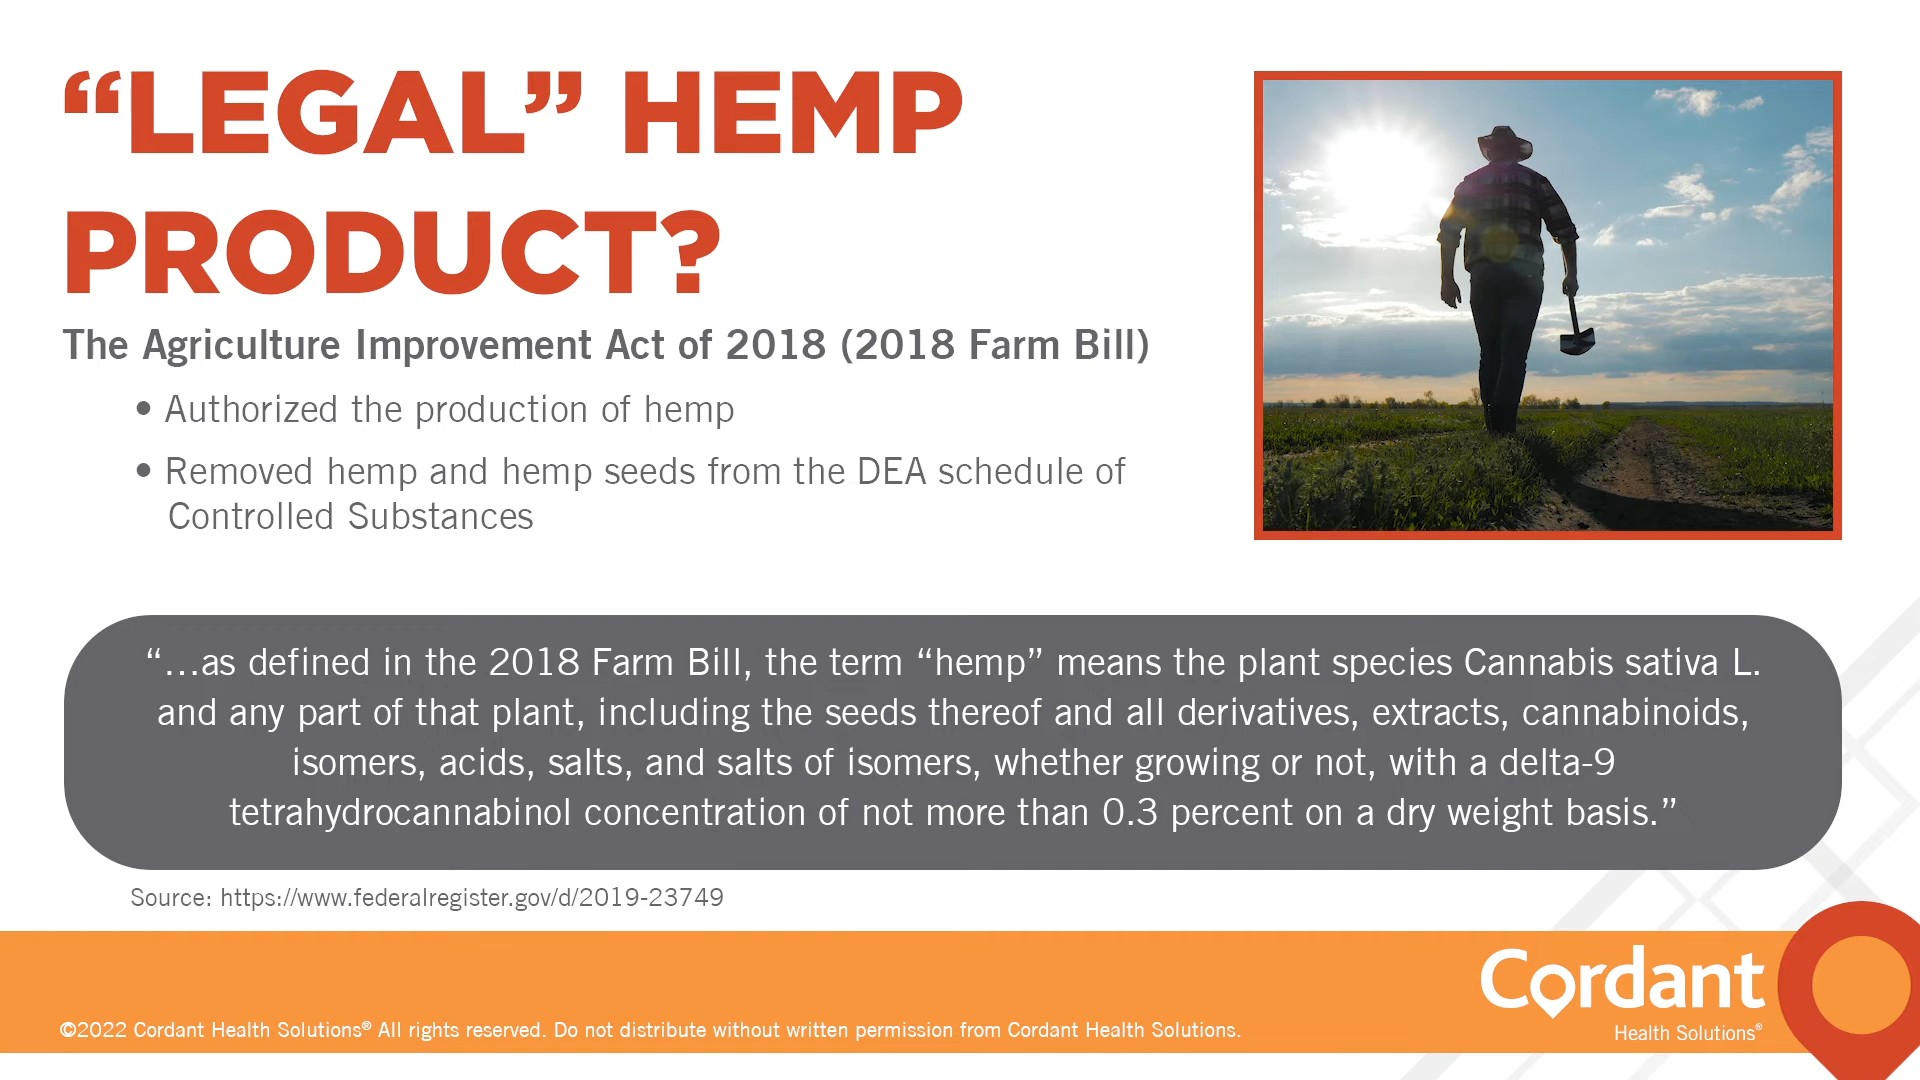 “LEGAL” HEMP
PRODUCT?
The Agriculture Improvement Act of 2018 (2018 Farm Bill)
• Authorized the production of hemp
• Removed hemp and hemp seeds from the DEA schedule of
Controlled Substances
“…as defined in the 2018 Farm Bill, the term “hemp” means the plant species Cannabis sativa L.
and any part of that plant, including the seeds thereof and all derivatives, extracts, cannabinoids,
isomers, acids, salts, and salts of isomers, whether growing or not, with a delta-9
tetrahydrocannabinol concentration of not more than 0.3 percent on a dry weight basis.”
Source: https://www.federalregister.gov/d/2019-23749
©2022 Cordant Health Solutions® All rights reserved. Do not distribute without written permission from Cordant Health Solutions.
Cordant
Health Solutions®